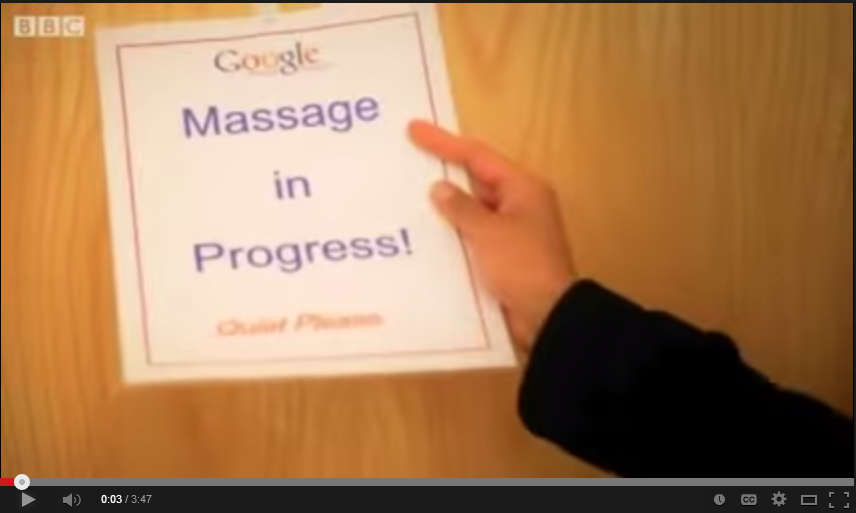 BBC
Google
Massage
in
Progress!
Quiet Please
0:03 / 3:47
CC